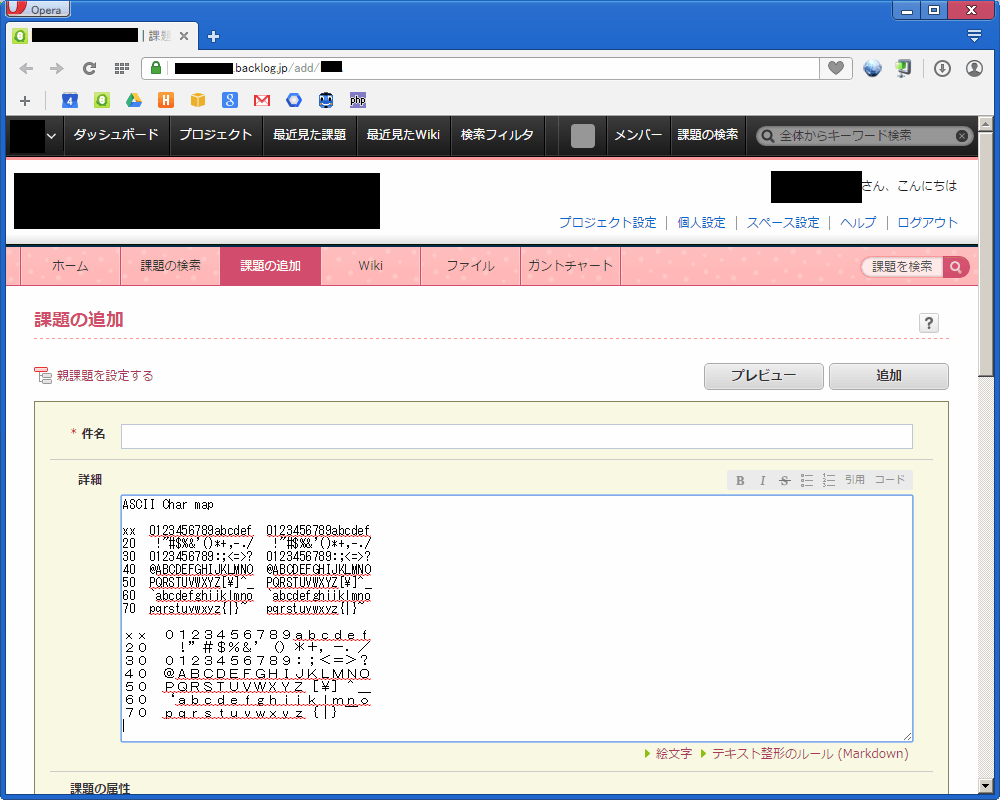 Opera
| 課題
.backlog.jp/add/
4
H
8
php
ダッシュボード プロジェクト 最近見た課題 最近見たWiki 検索フィルタ メンバー 課題の検索 全体からキーワード検索
さん、こんにちは
プロジェクト設定 | 個人設定 | スペース設定 | ヘルプ | ログアウト
ホーム 課題の検索 課題の追加 Wiki ファイル ガントチャート 課題を検索
課題の追加
?
親課題を設定する プレビュー 追加
* 件名
詳細 B I S 引用 コード
ASCII Char map
xx  0123456789abcdef  0123456789abcdef
20   !"#$%&'()*+,-./   !"#$%&'()*+,-./
30  0123456789:;<=>?  0123456789:;<=>?
40  @ABCDEFGHIJKLMNO  @ABCDEFGHIJKLMNO
50  PQRSTUVWXYZ[¥]^_  PQRSTUVWXYZ[¥]^_
60  `abcdefghijklmno  `abcdefghijklmno
70  pqrstuvwxyz{|}~   pqrstuvwxyz{|}~
ｘｘ　０１２３４５６７８９ａｂｃｄｅｆ
２０　　！”＃＄％＆’（）＊＋，－．／
３０　０１２３４５６７８９：；＜＝＞？
４０　＠ＡＢＣＤＥＦＧＨＩＪＫＬＭＮＯ
５０　ＰＱＲＳＴＵＶＷＸＹＺ［￥］＾＿
６０　‘ａｂｃｄｅｆｇｈｉｊｋｌｍｎｏ
７０　ｐｑｒｓｔｕｖｗｘｙｚ｛｜｝￣
絵文字 テキスト整形のルール (Markdown)
課題の属性